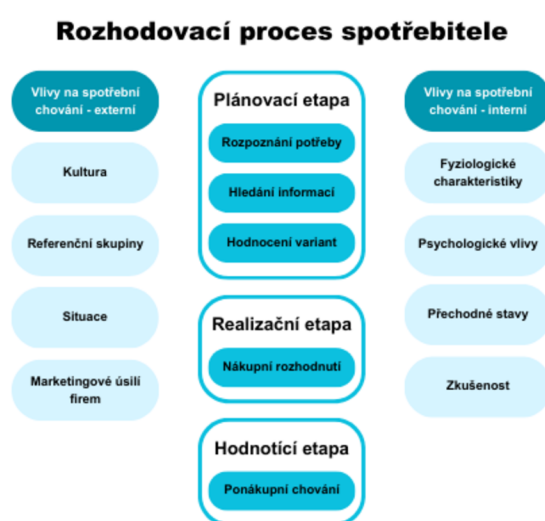 Rozhodovací proces spotřebitele
Vlivy na spotřební
chování - externí
Kultura
Referenční skupiny
Situace
Marketingové úsilí
firem
Plánovací etapa
Rozpoznání potřeby
Hledání informací
Hodnocení variant
Realizační etapa
Nákupní rozhodnutí
Hodnotící etapa
Ponákupní chování
Vlivy na spotřební
chování - interní
Fyziologické
charakteristiky
Psychologické vlivy
Přechodné stavy
Zkušenost